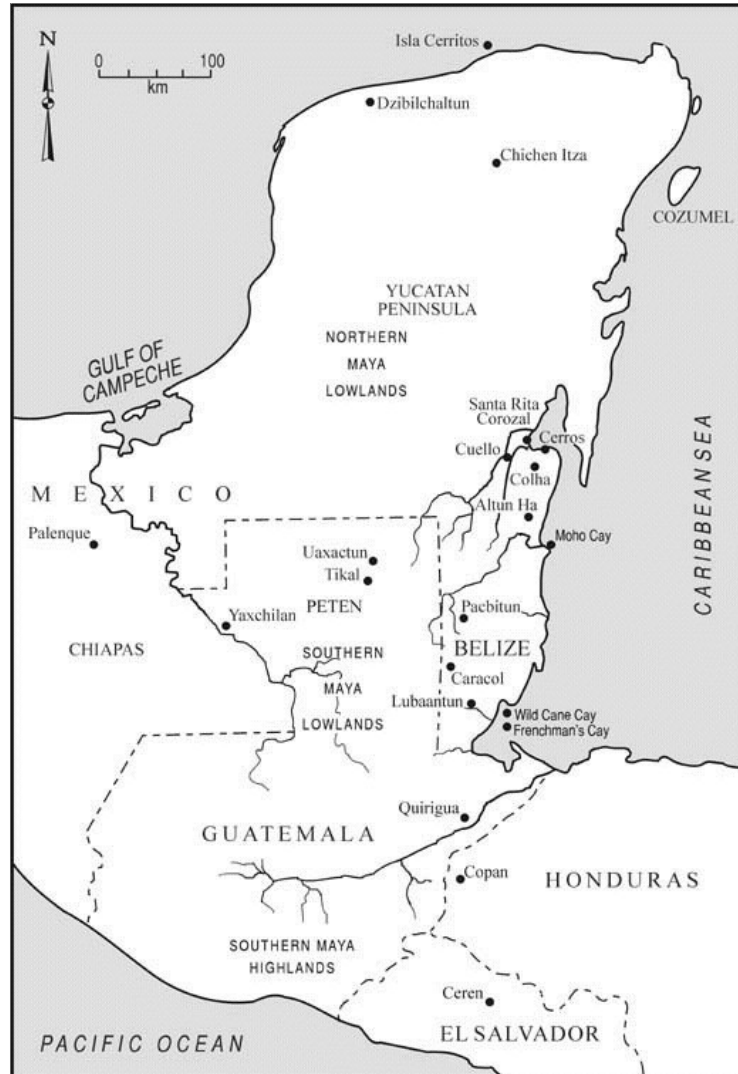 N
0 100
km
Isla Cerritos
Dzibilchaltun
Chichen Itza
COZUMEL
YUCATAN
PENINSULA
NORTHERN
MAYA
LOWLANDS
GULF OF
CAMPECHE
Santa Rita
Corozal
Cerros
Cuello
Colha
CARIBBEAN SEA
MEXICO
Altun Ha
Palenque
Moho Cay
Uaxactun
Tikal
PETEN
Pacbitun
Yaxchilan
CHIAPAS
SOUTHERN
MAYA
LOWLANDS
BELIZE
Caracol
Lubaantun
Wild Cane Cay
Frenchman's Cay
Quirigua
GUATEMALA
Copan
HONDURAS
SOUTHERN MAYA
HIGHLANDS
Ceren
EL SALVADOR
PACIFIC OCEAN